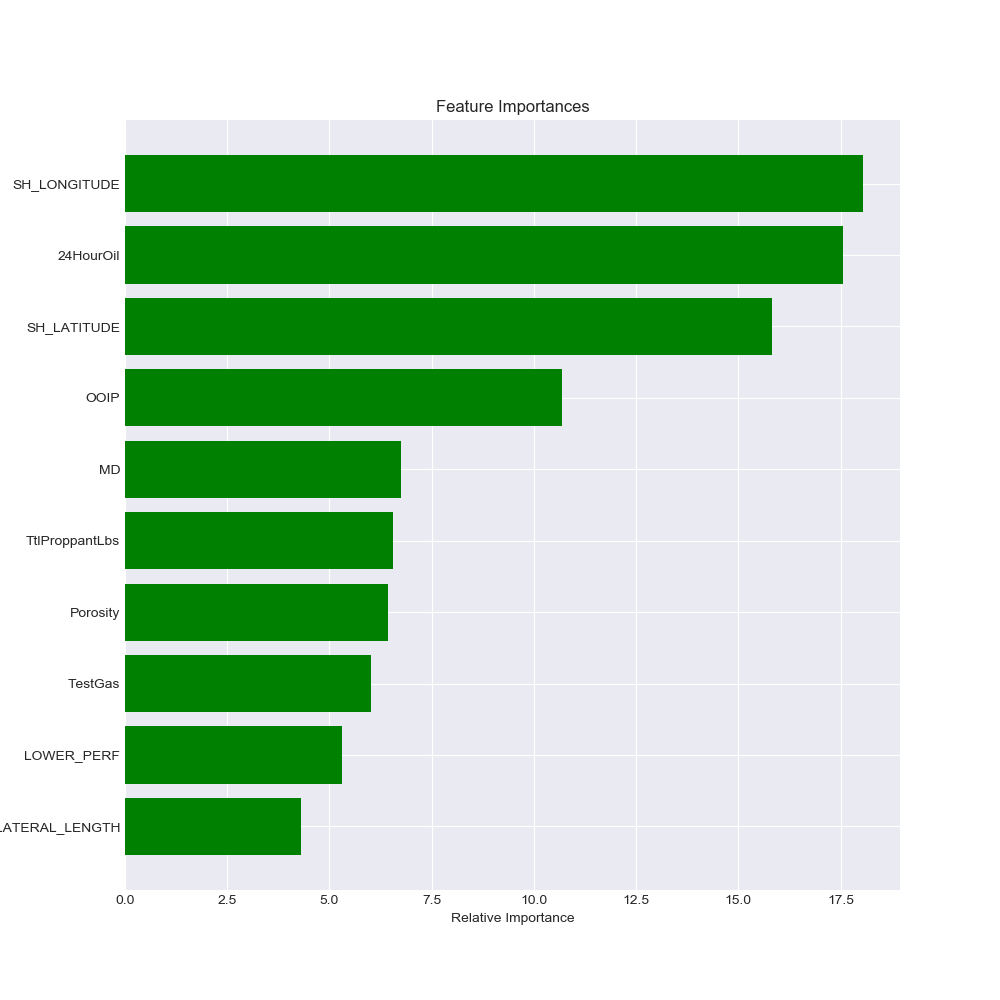 Feature Importances
SH_LONGITUDE
24HourOil
SH_LATITUDE
OOIP
MD
TtlProppantLbs
Porosity
TestGas
LOWER_PERF
LATERAL_LENGTH
0.0 2.5 5.0 7.5 10.0 12.5 15.0 17.5
Relative Importance